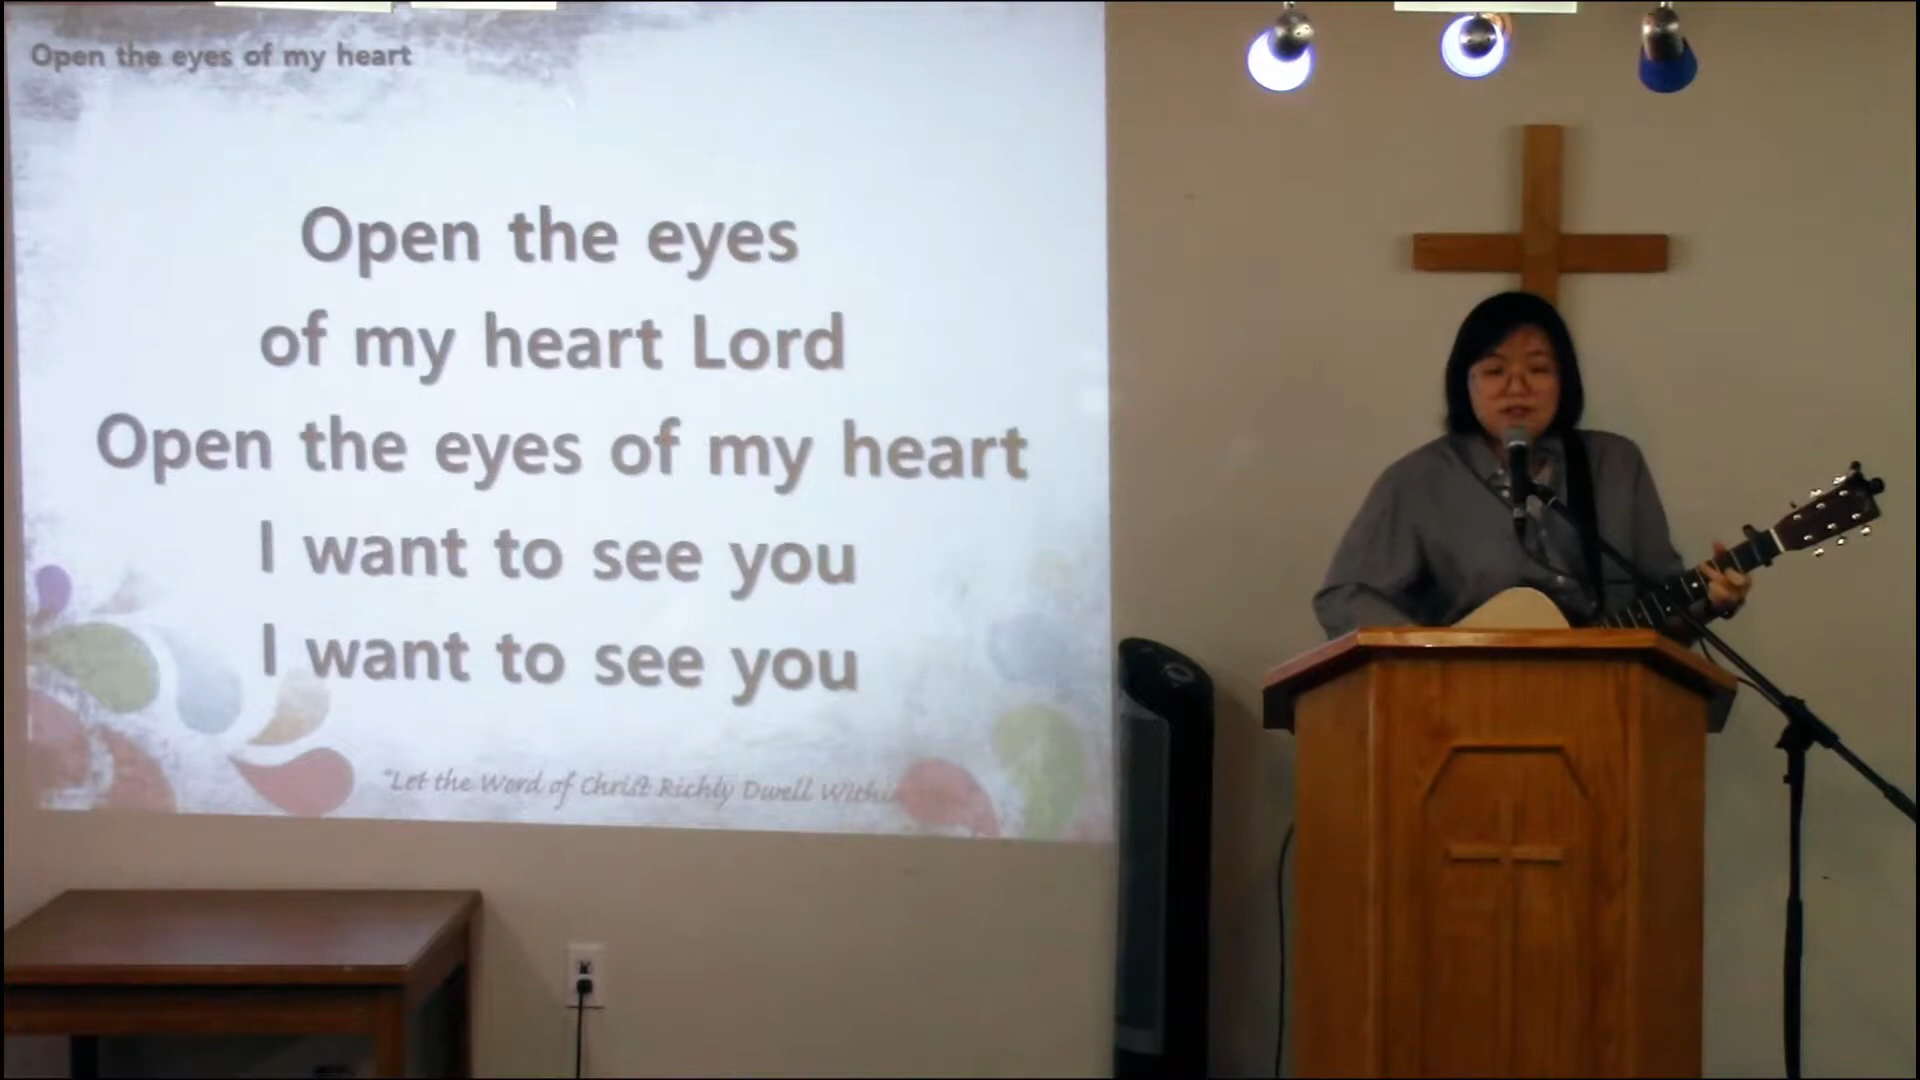 Open the eyes of my heart
Open the eyes
of my heart Lord
Open the eyes of my heart
I want to see you
I want to see you
"Let the Word of Christ Richly Dwell Within